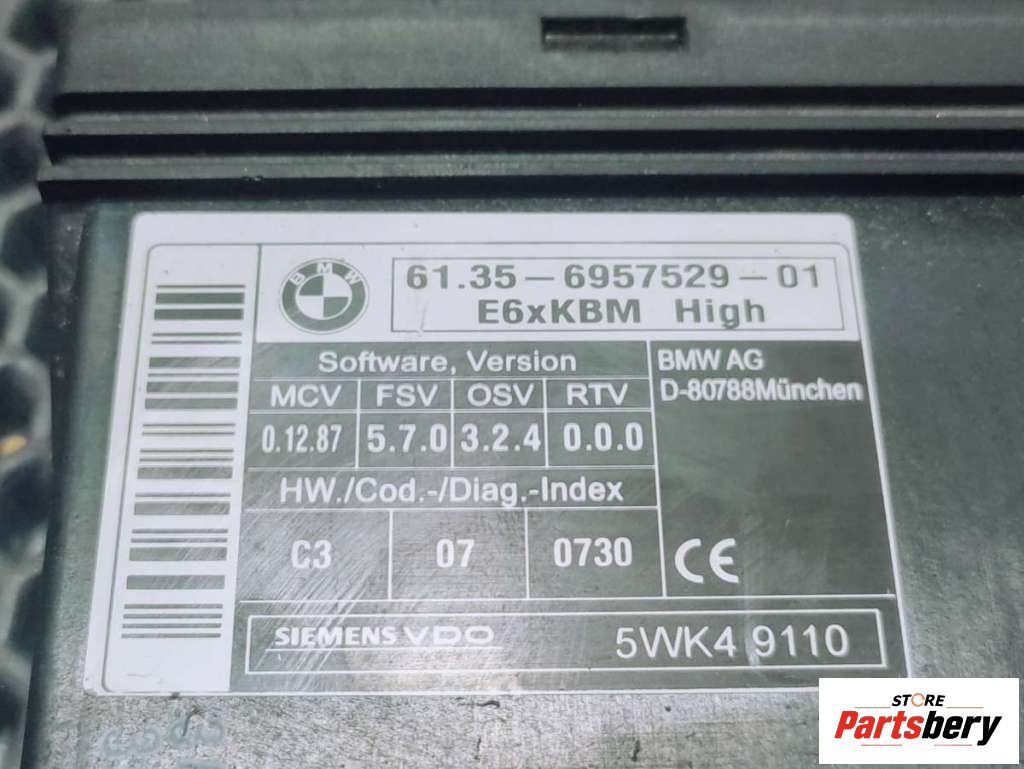 BMW
61.35-6957529-01
E6xKBM High
Software, Version
MCV FSV OSV RTV
0.12.87 5.7.0 3.2.4 0.0.0
BMW AG
D-80788München
HW./Cod.-/Diag.-Index
C3 07 0730
CE
SIEMENS VDO 5WK4 9110
STORE
Partsbery